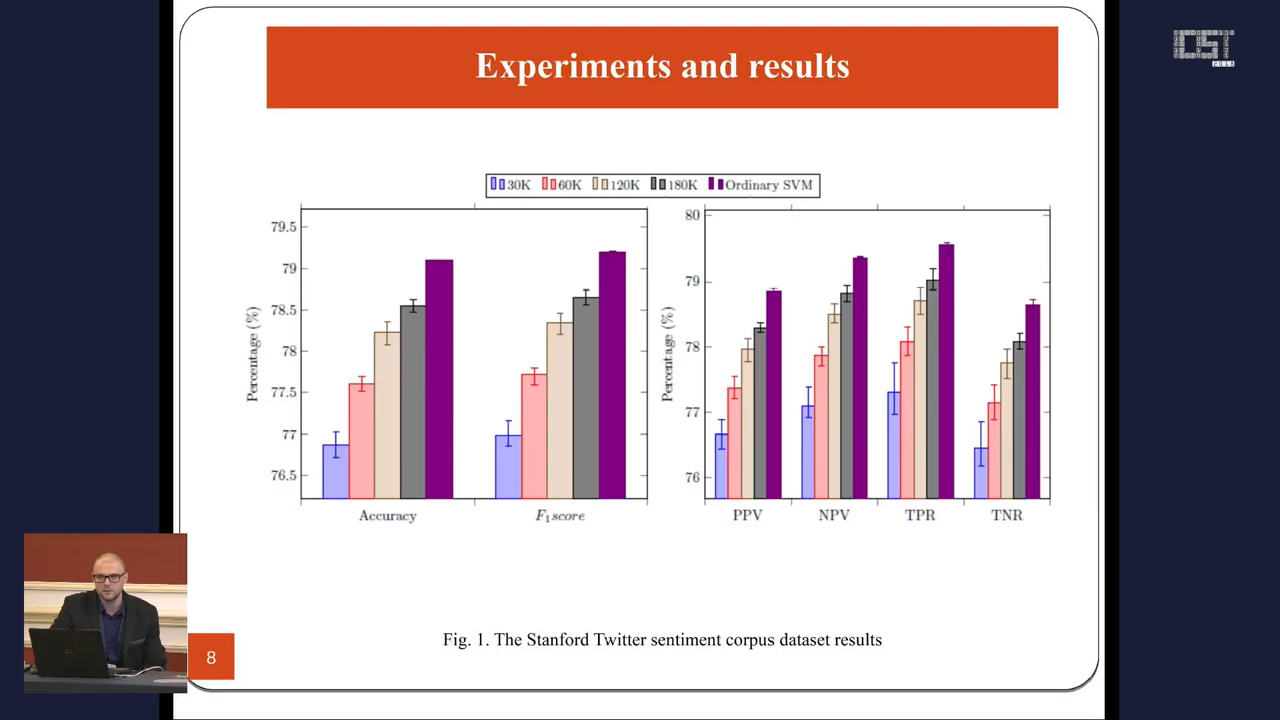 Experiments and results
30K 60K 120K 180K Ordinary SVM
79.5
79
78.5
78
77.5
77
76.5
Percentage (%)
Accuracy F1score
80
79
78
77
76
Percentage (%)
PPV NPV TPR TNR
Fig. 1. The Stanford Twitter sentiment corpus dataset results
8
2018